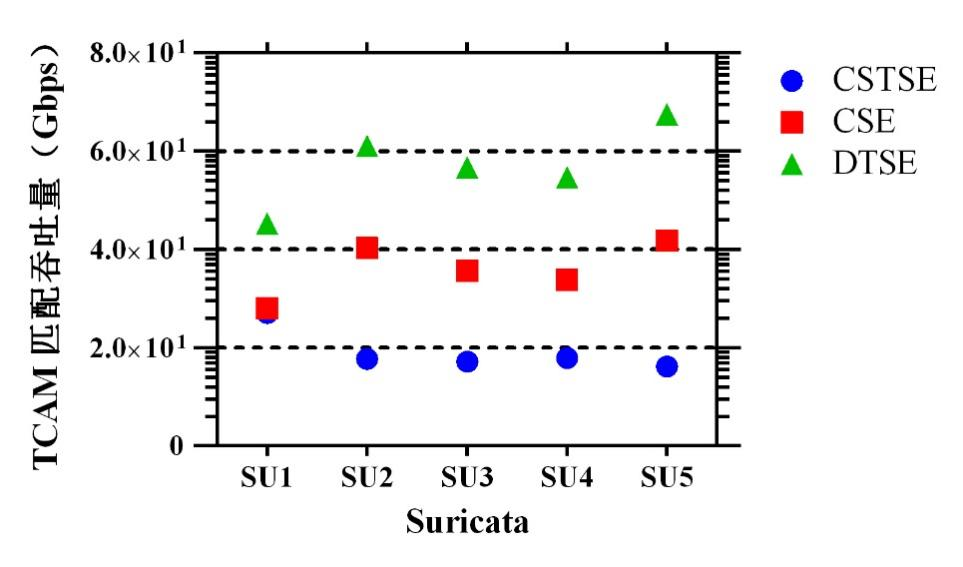 TCAM 匹配吞吐量（Gbps）
8.0×10¹
6.0×10¹
4.0×10¹
2.0×10¹
0
SU1 SU2 SU3 SU4 SU5
Suricata
CSTSE
CSE
DTSE